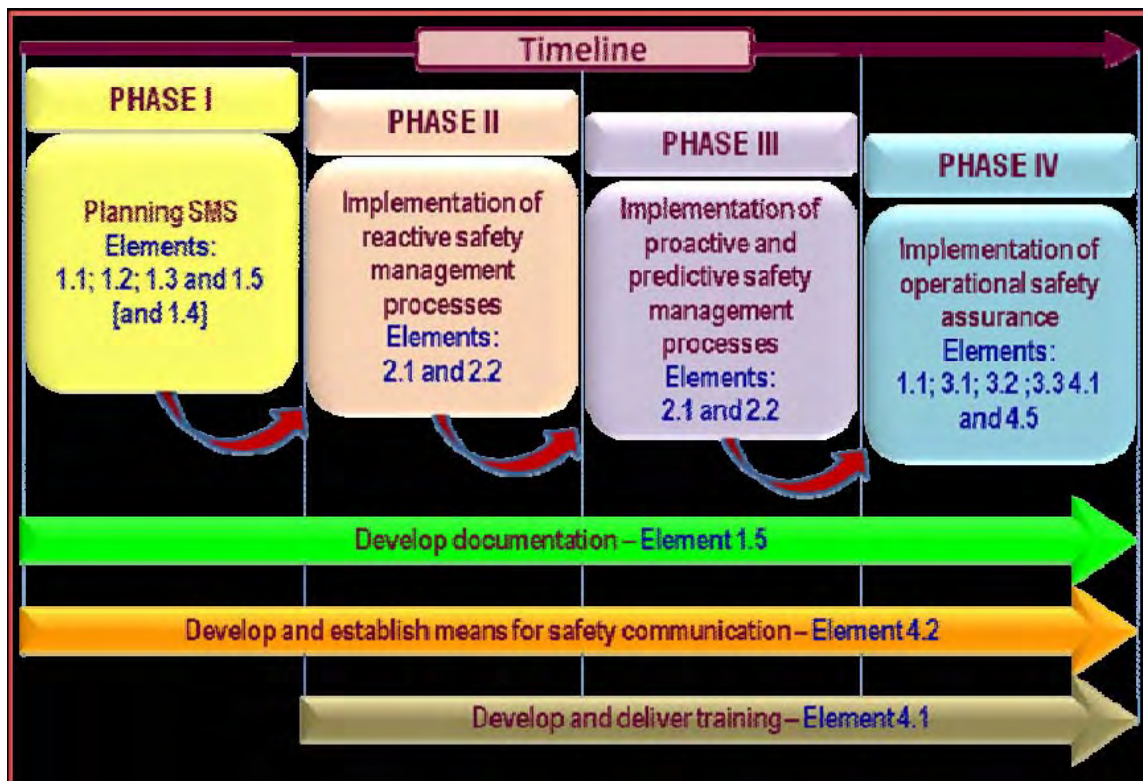 Timeline
PHASE I
Planning SMS
Elements:
1.1; 1.2; 1.3 and 1.5
[and 1.4]
PHASE II
Implementation of
reactive safety
management
processes
Elements:
2.1 and 2.2
PHASE III
Implementation of
proactive and
predictive safety
management
processes
Elements:
2.1 and 2.2
PHASE IV
Implementation of
operational safety
assurance
Elements:
1.1; 3.1; 3.2 ;3.3 4.1
and 4.5
Develop documentation – Element 1.5
Develop and establish means for safety communication – Element 4.2
Develop and deliver training – Element 4.1